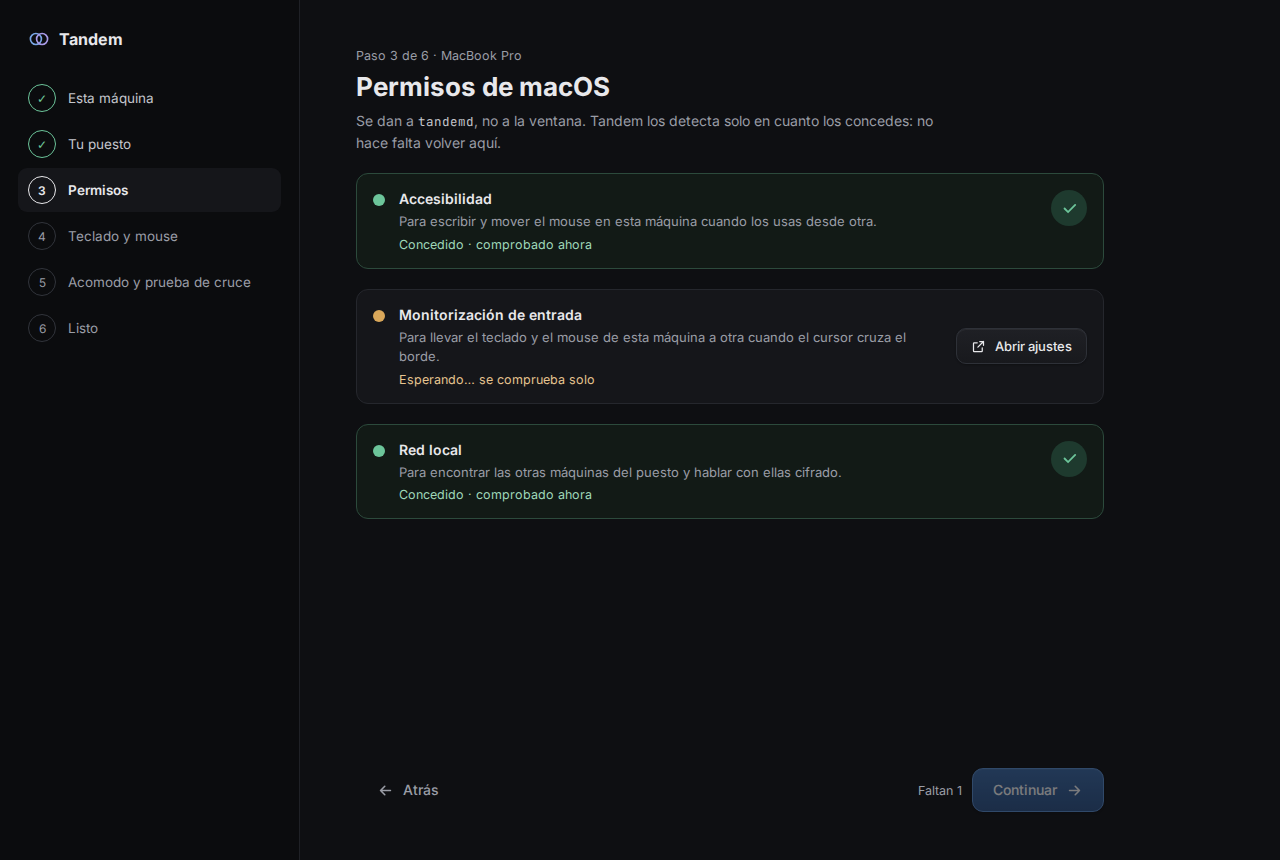 Tandem
✓ Esta máquina
✓ Tu puesto
3 Permisos
4 Teclado y mouse
5 Acomodo y prueba de cruce
6 Listo
Paso 3 de 6 · MacBook Pro
Permisos de macOS
Se dan a tandemd, no a la ventana. Tandem los detecta solo en cuanto los concedes: no
hace falta volver aquí.
Accesibilidad
Para escribir y mover el mouse en esta máquina cuando los usas desde otra.
Concedido · comprobado ahora
Monitorización de entrada
Para llevar el teclado y el mouse de esta máquina a otra cuando el cursor cruza el
borde.
Esperando... se comprueba solo
Abrir ajustes
Red local
Para encontrar las otras máquinas del puesto y hablar con ellas cifrado.
Concedido · comprobado ahora
← Atrás
Faltan 1
Continuar →